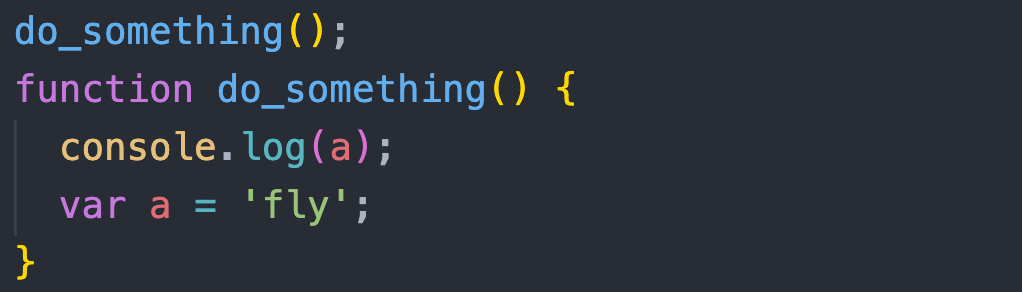 do_something();
function do_something() {
  console.log(a);
  var a = 'fly';
}